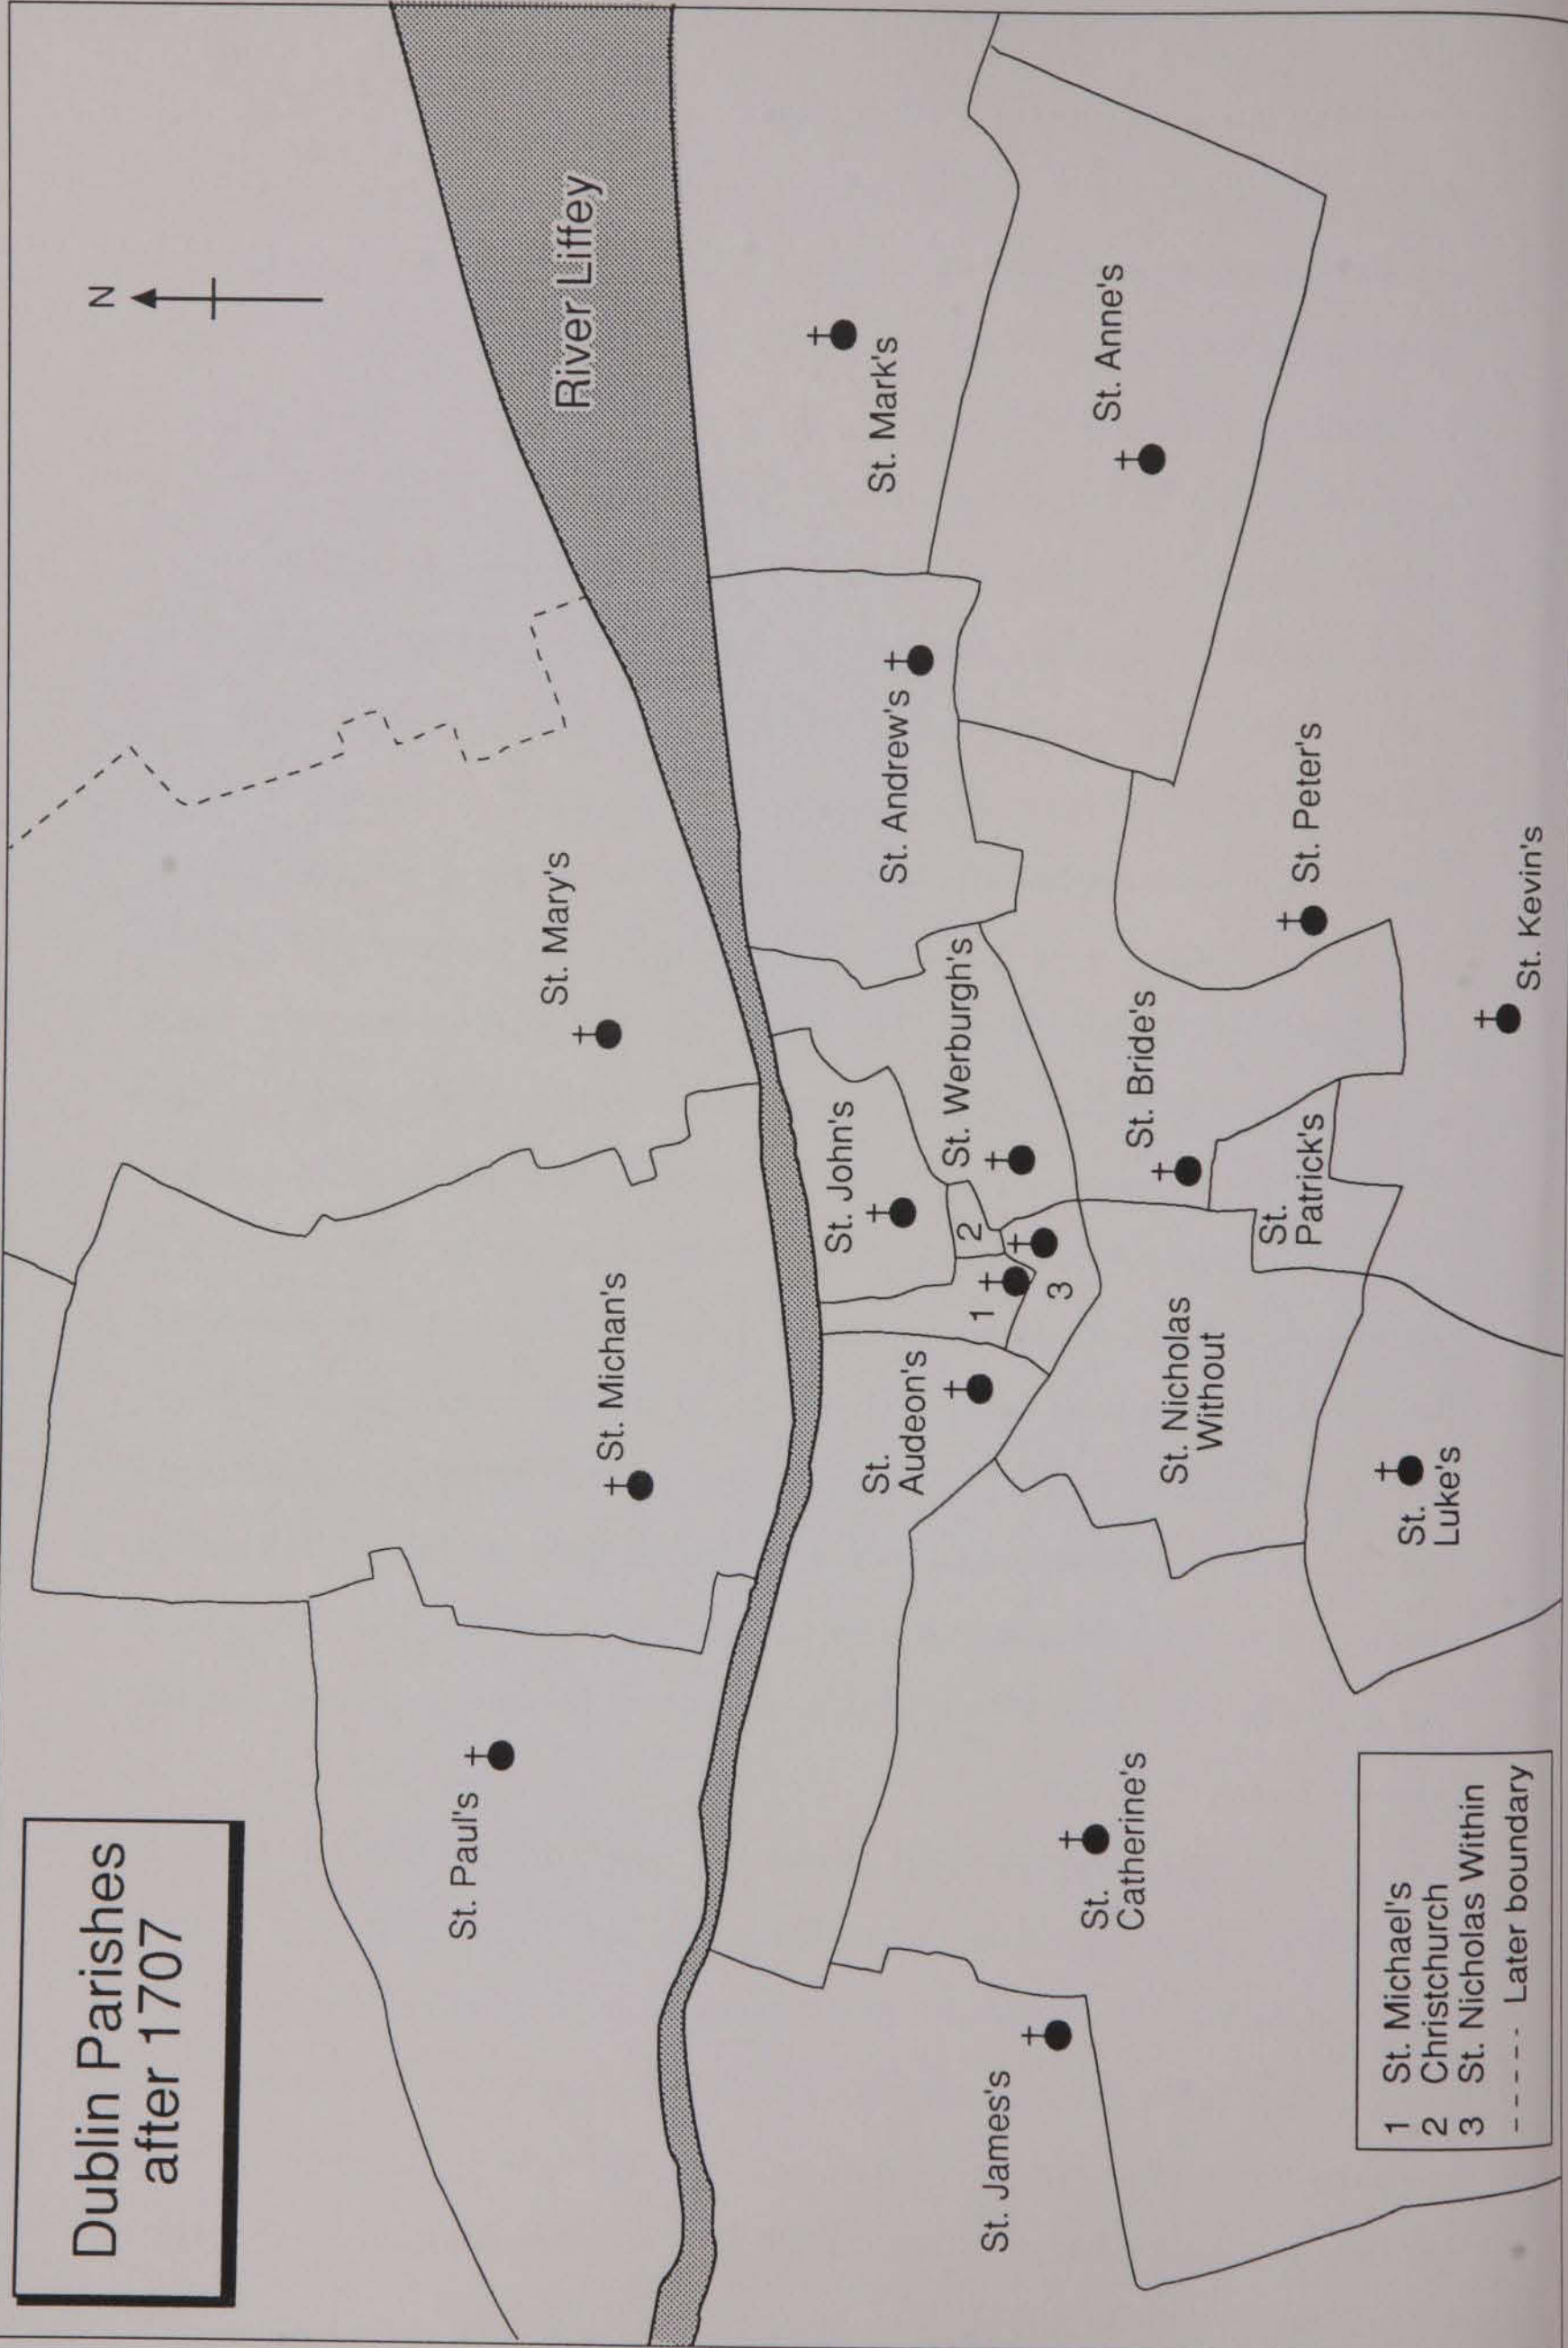 Dublin Parishes
after 1707
N
River Liffey
St. Paul's
St. Michan's
St. Mary's
St. James's
St.
Catherine's
St.
Audeon's
St. John's
St. Werburgh's
St. Andrew's
St. Mark's
St. Anne's
1
2
3
St. Nicholas
Without
St. Bride's
St.
Patrick's
St. Peter's
St. Kevin's
St.
Luke's
1 St. Michael's
2 Christchurch
3 St. Nicholas Within
----- Later boundary